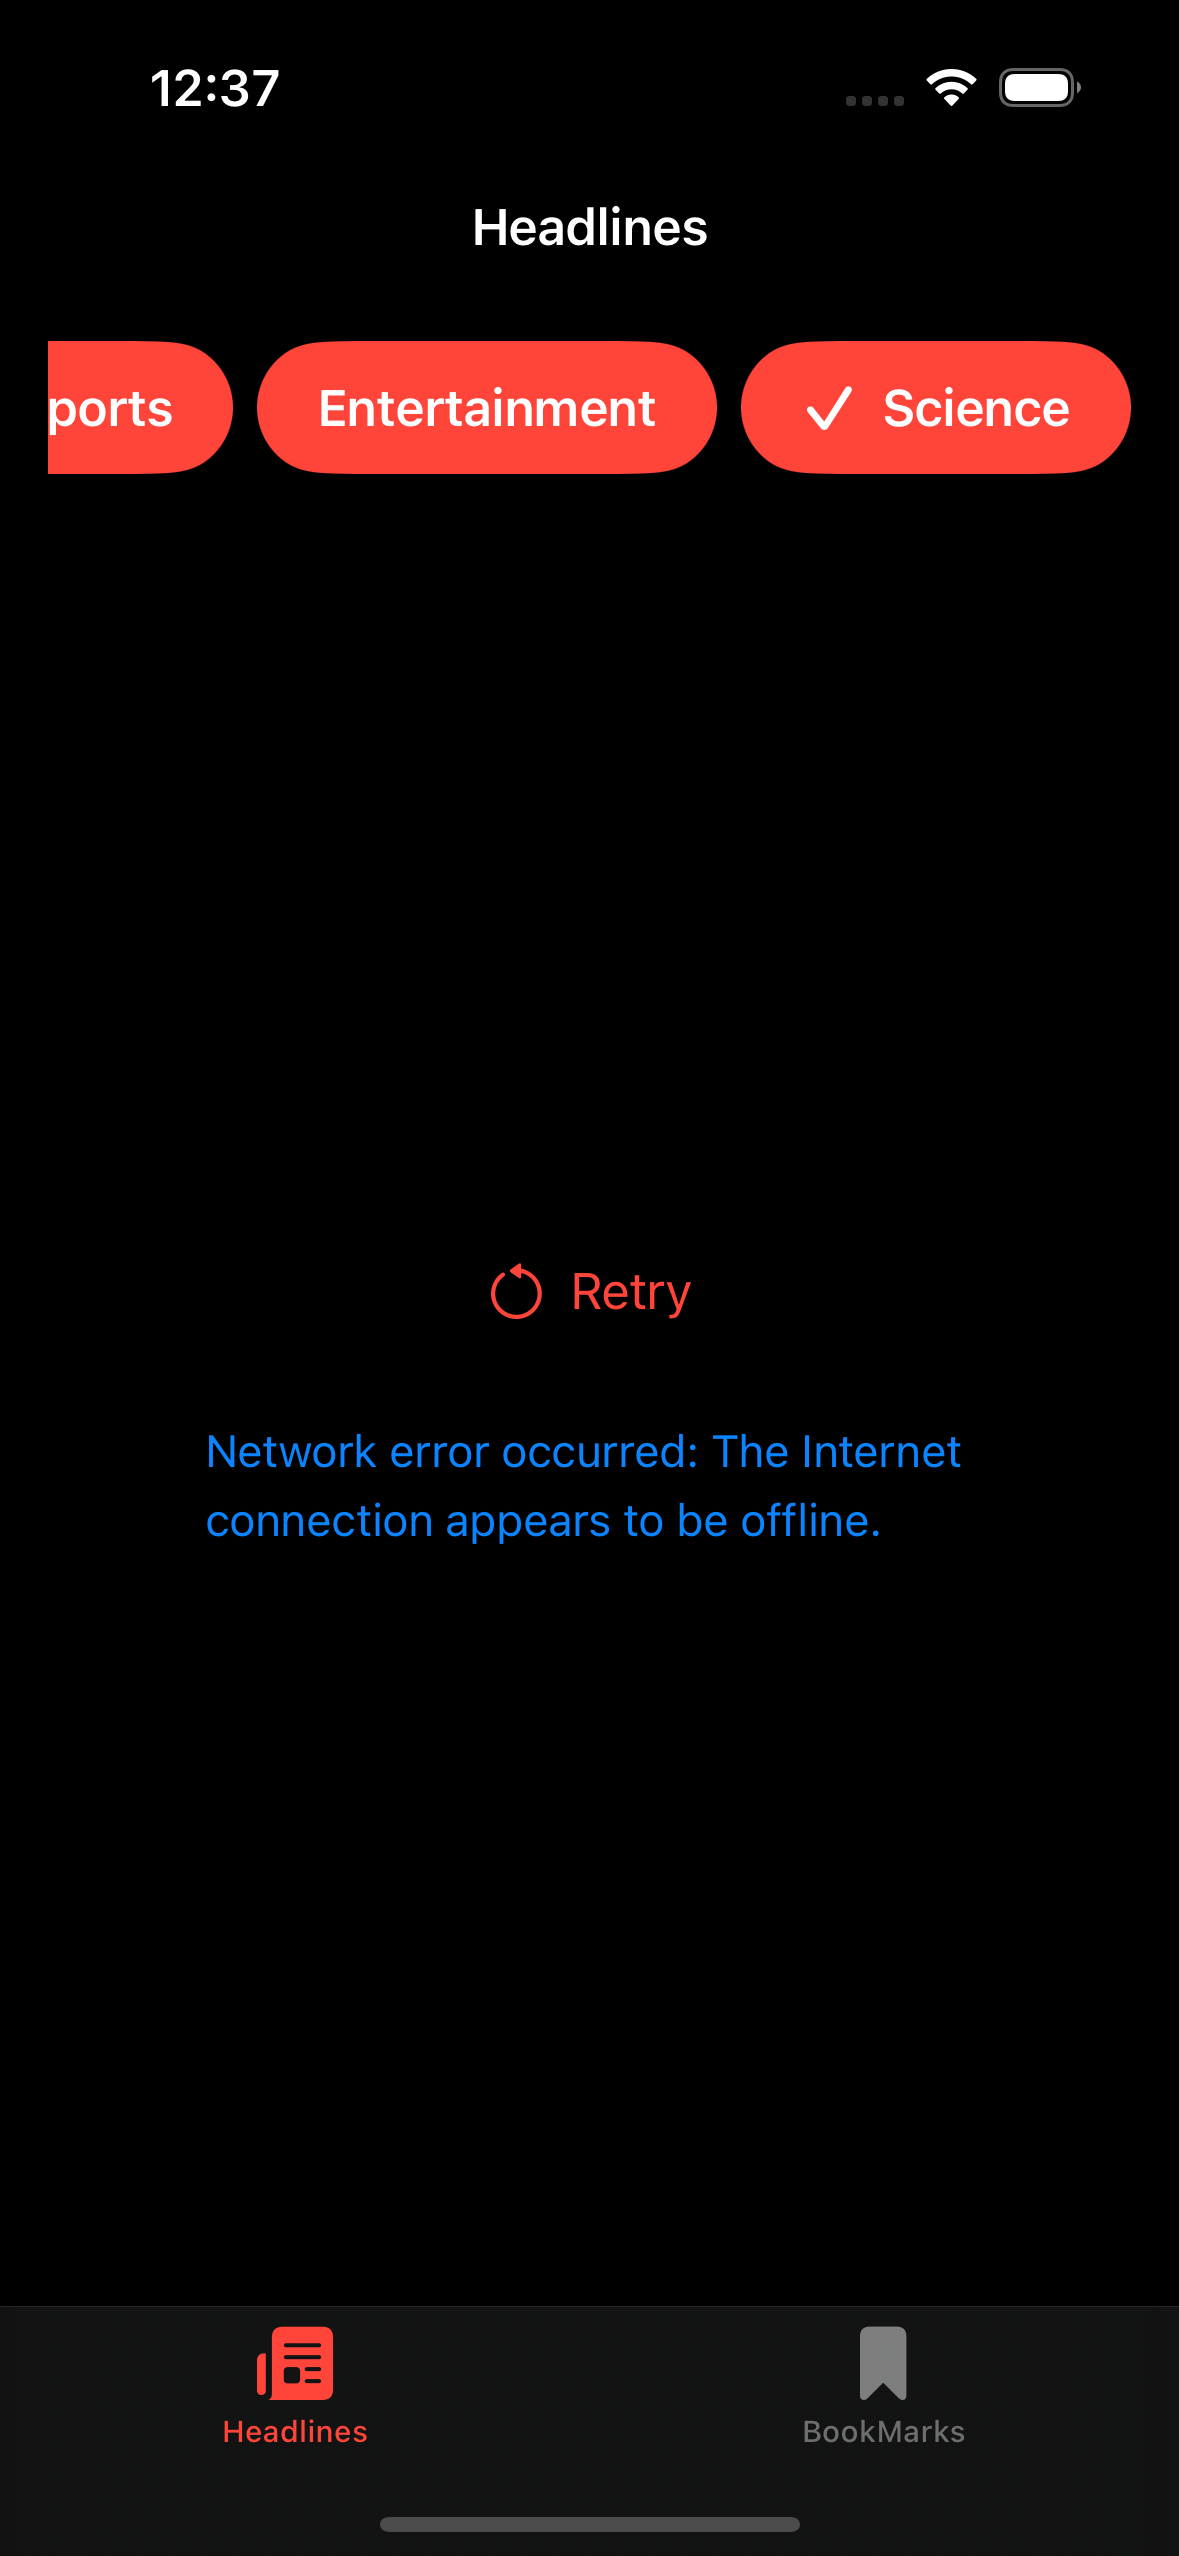 12:37
Headlines
ports
Entertainment
Science
Retry
Network error occurred: The Internet
connection appears to be offline.
Headlines
BookMarks